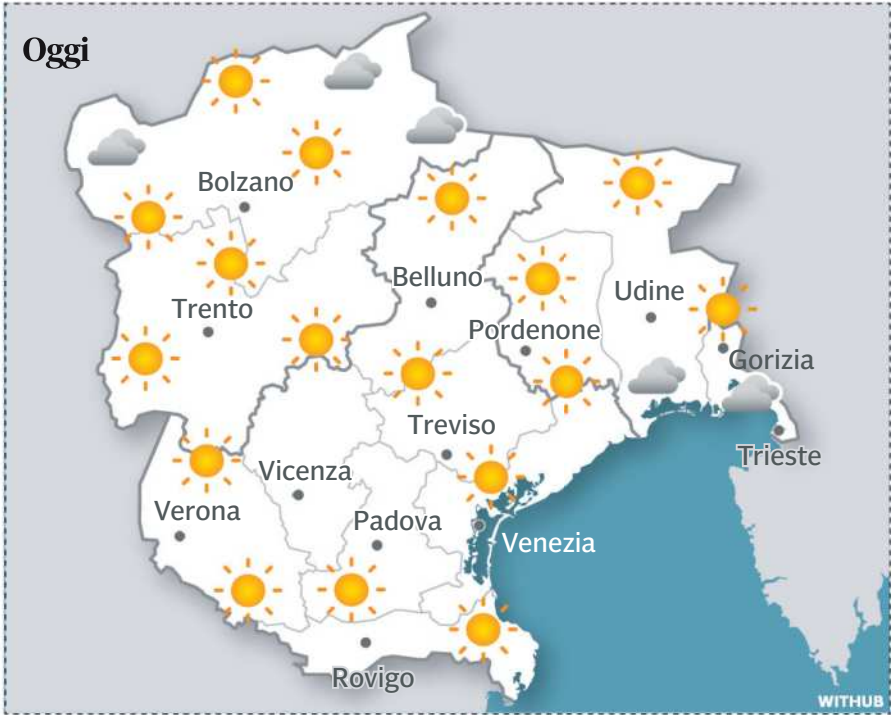 Oggi
Bolzano
Belluno
Udine
Trento
Pordenone
Gorizia
Treviso
Trieste
Vicenza
Verona
Padova
Venezia
Rovigo
WITHUB